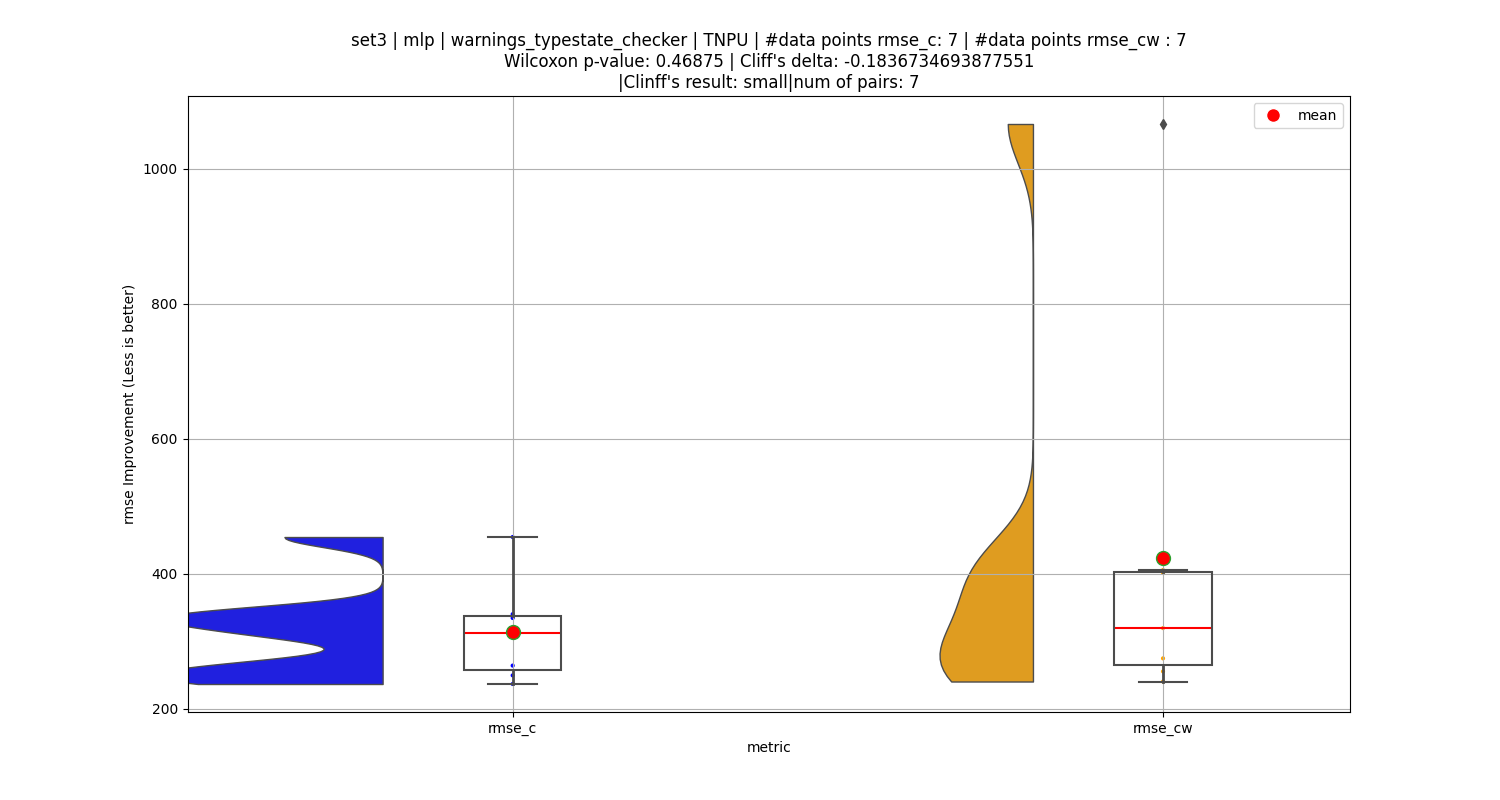 set3 | mlp | warnings_typestate_checker | TNPU | #data points rmse_c: 7 | #data points rmse_cw : 7
Wilcoxon p-value: 0.46875 | Cliff's delta: -0.1836734693877551
|Clinff's result: small|num of pairs: 7
mean
1000
800
600
400
200
rmse Improvement (Less is better)
rmse_c
rmse_cw
metric